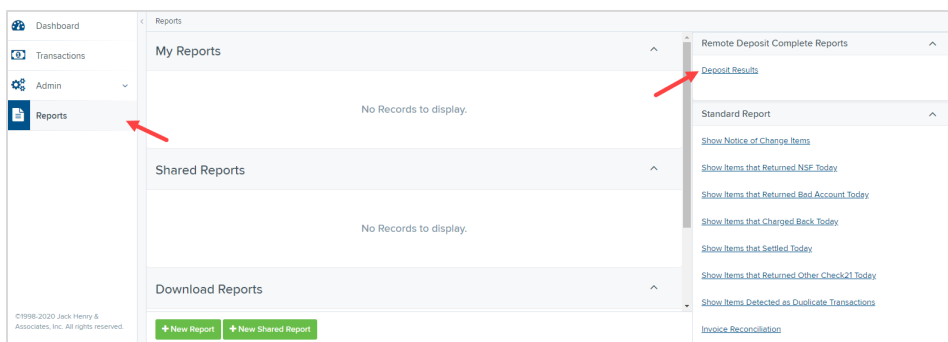 Dashboard
Transactions
Admin
Reports
©1998-2020 Jack Henry &
Associates, Inc. All rights reserved.
Reports
My Reports
No Records to display.
Shared Reports
No Records to display.
Download Reports
+ New Report
+ New Shared Report
Remote Deposit Complete Reports
Deposit Results
Standard Report
Show Notice of Change Items
Show Items that Returned NSF Today
Show Items that Returned Bad Account Today
Show Items that Charged Back Today
Show Items that Settled Today
Show Items that Returned Other Check21 Today
Show Items Detected as Duplicate Transactions
Invoice Reconciliation